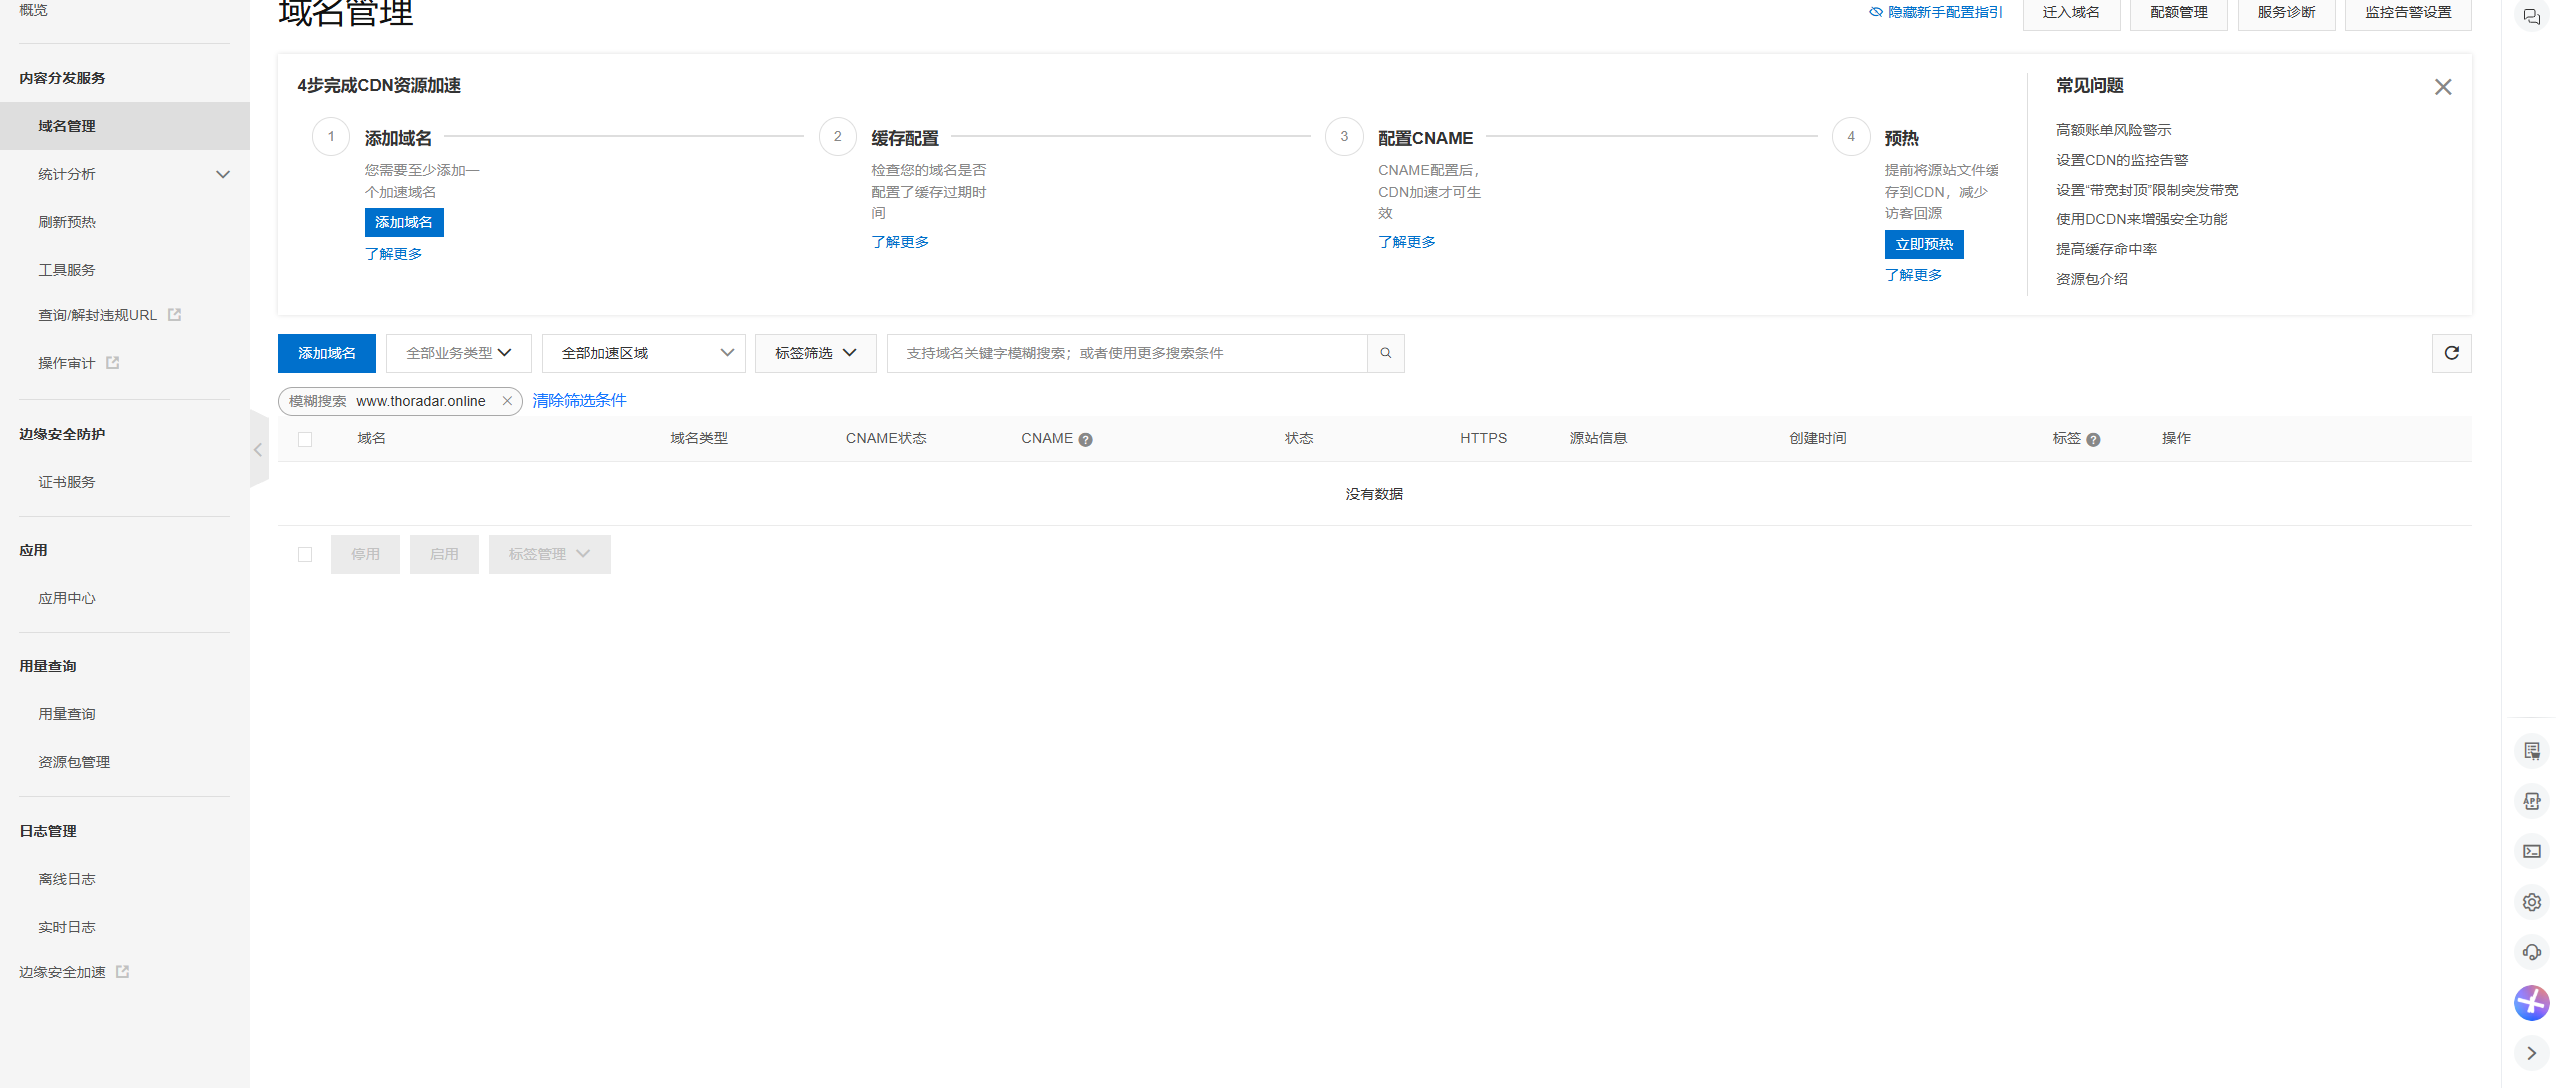 概览
内容分发服务
域名管理
统计分析
刷新预热
工具服务
查询/解封违规URL
操作审计
边缘安全防护
证书服务
应用
应用中心
用量查询
用量查询
资源包管理
日志管理
离线日志
实时日志
边缘安全加速
域名管理
隐藏新手配置指引
迁入域名
配额管理
服务诊断
监控告警设置
4步完成CDN资源加速
1
添加域名
您需要至少添加一
个加速域名
添加域名
了解更多
2
缓存配置
检查您的域名是否
配置了缓存过期时
间
了解更多
3
配置CNAME
CNAME配置后，
CDN加速才可生
效
了解更多
4
预热
提前将源站文件缓
存到CDN，减少
访客回源
立即预热
了解更多
常见问题
高额账单风险警示
设置CDN的监控告警
设置“带宽封顶”限制突发带宽
使用DCDN来增强安全功能
提高缓存命中率
资源包介绍
添加域名
全部业务类型
全部加速区域
标签筛选
支持域名关键字模糊搜索；或者使用更多搜索条件
模糊搜索 www.thoradar.online
清除筛选条件
域名 域名类型 CNAME状态 CNAME 状态 HTTPS 源站信息 创建时间 标签 操作
没有数据
停用
启用
标签管理
APP